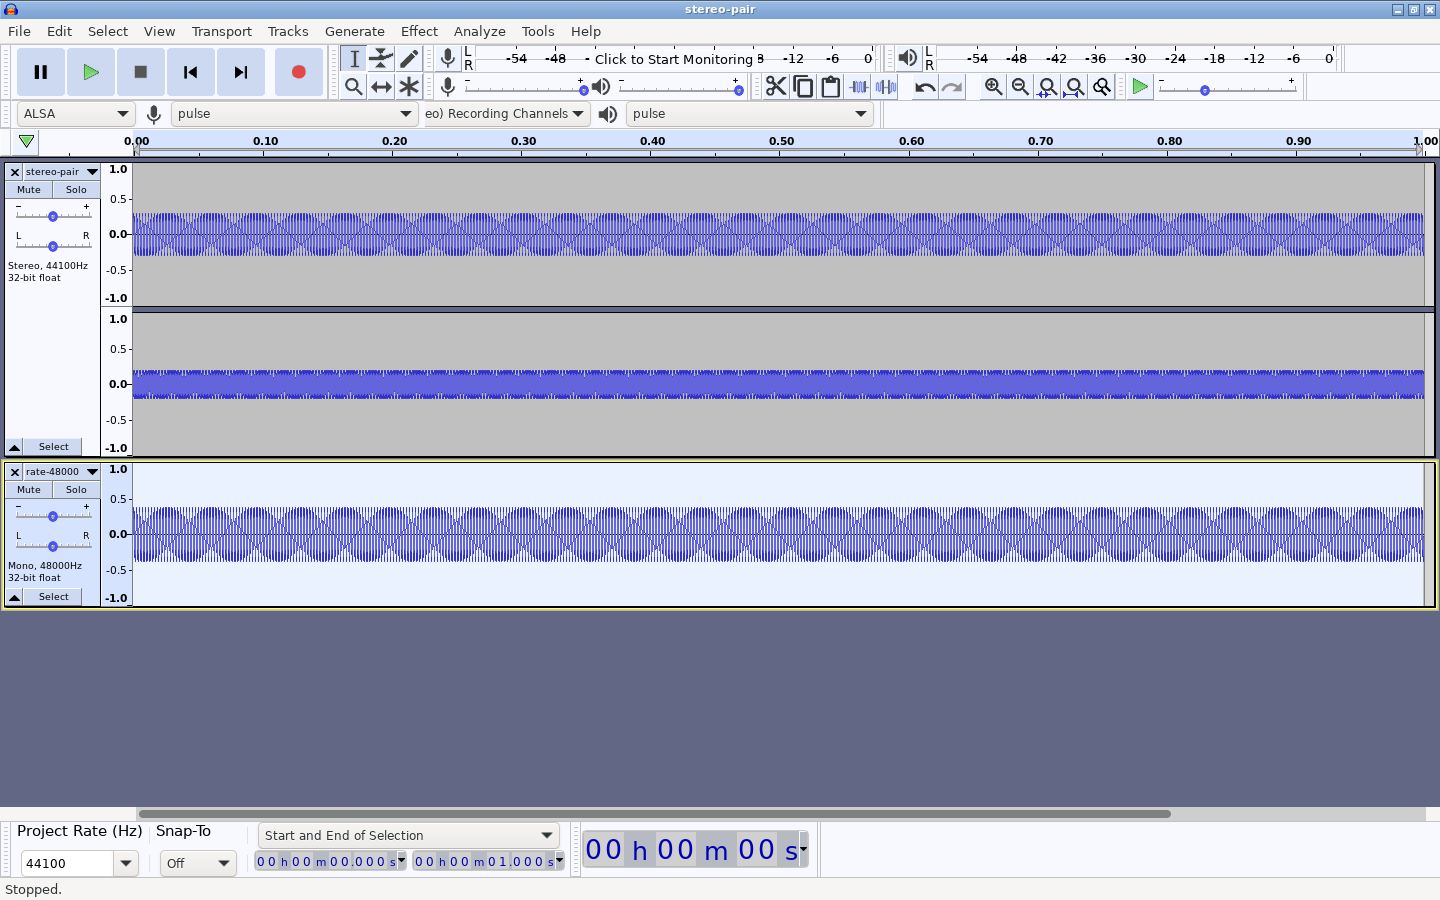 stereo-pair
File Edit Select View Transport Tracks Generate Effect Analyze Tools Help
L R -54 -48 - Click to Start Monitoring -12 -6 0
L R -54 -48 -42 -36 -30 -24 -18 -12 -6 0
ALSA pulse eo) Recording Channels pulse
0.00 0.10 0.20 0.30 0.40 0.50 0.60 0.70 0.80 0.90 1.00
stereo-pair
Mute Solo
- +
L R
Stereo, 44100Hz
32-bit float
Select
1.0
0.5
0.0
-0.5
-1.0
1.0
0.5
0.0
-0.5
-1.0
rate-48000
Mute Solo
- +
L R
Mono, 48000Hz
32-bit float
Select
1.0
0.5
0.0
-0.5
-1.0
Project Rate (Hz) Snap-To Start and End of Selection
44100 Off 00 h 00 m 00.000 s 00 h 00 m 01.000 s
00 h 00 m 00 s
Stopped.